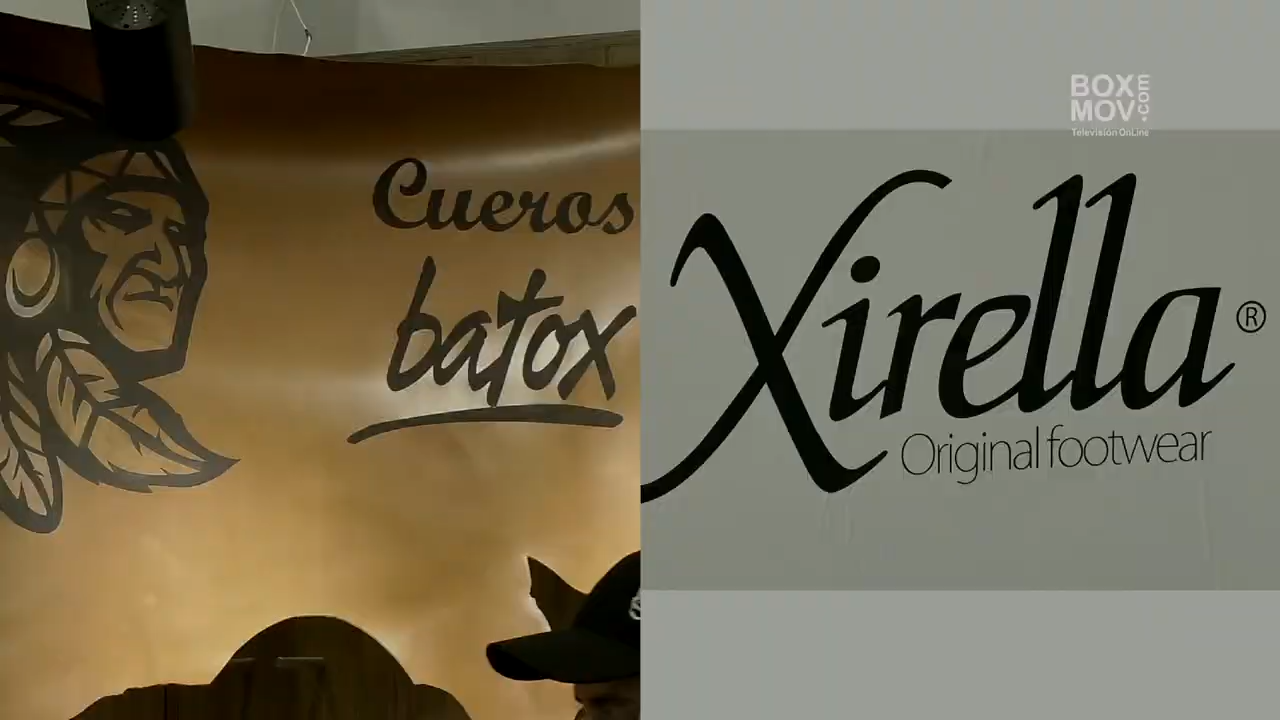 Cueros
batox
BOX
MOV.com
Televisión OnLine
Xirella®
Original footwear